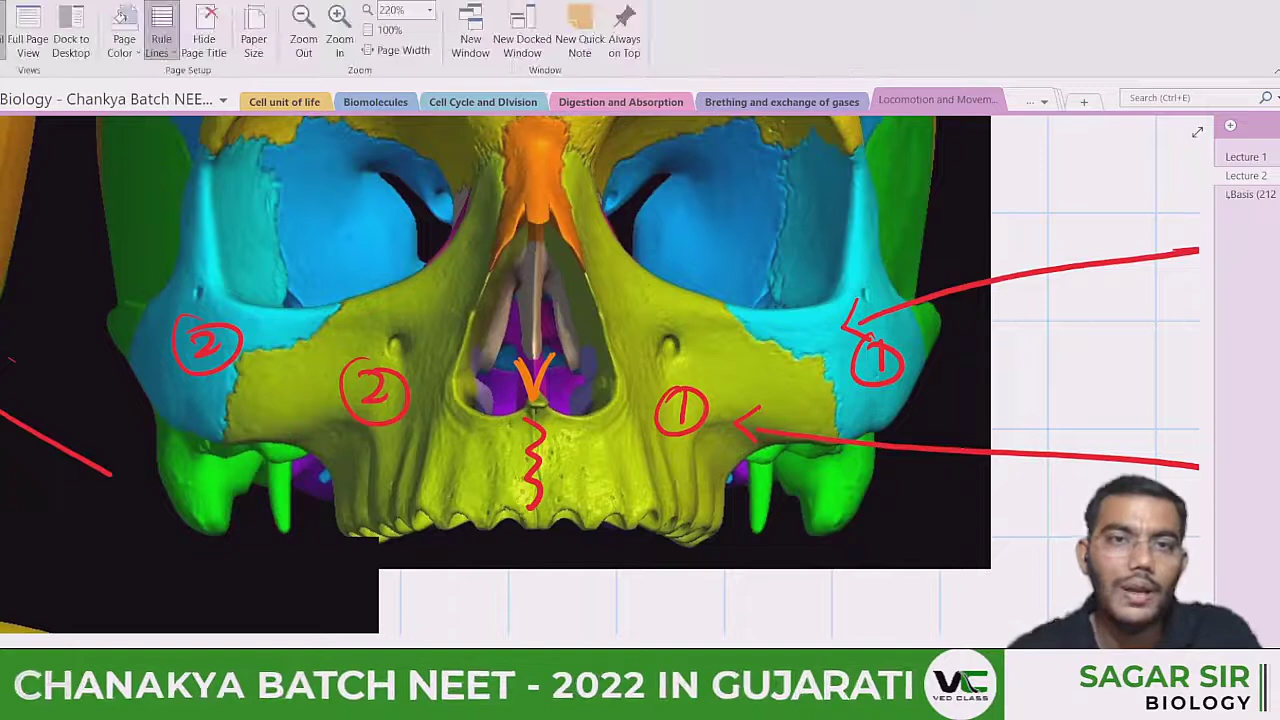 Full Page View
Dock to Desktop
Page Color
Rule Lines
Hide Page Title
Paper Size
Zoom Out
Zoom In
220%
100%
Page Width
New Window
New Docked Window
New Quick Note
Always on Top
Views
Page Setup
Zoom
Window
Biology - Chankya Batch NEE...
Cell unit of life
Biomolecules
Cell Cycle and DIvision
Digestion and Absorption
Brething and exchange of gases
Locomotion and Movem...
...
+
Search (Ctrl+E)
Lecture 1
Lecture 2
LBasis (212
2
2
1
1
CHANAKYA BATCH NEET - 2022 IN GUJARATI
VC
VED CLASS
SAGAR SIR
BIOLOGY